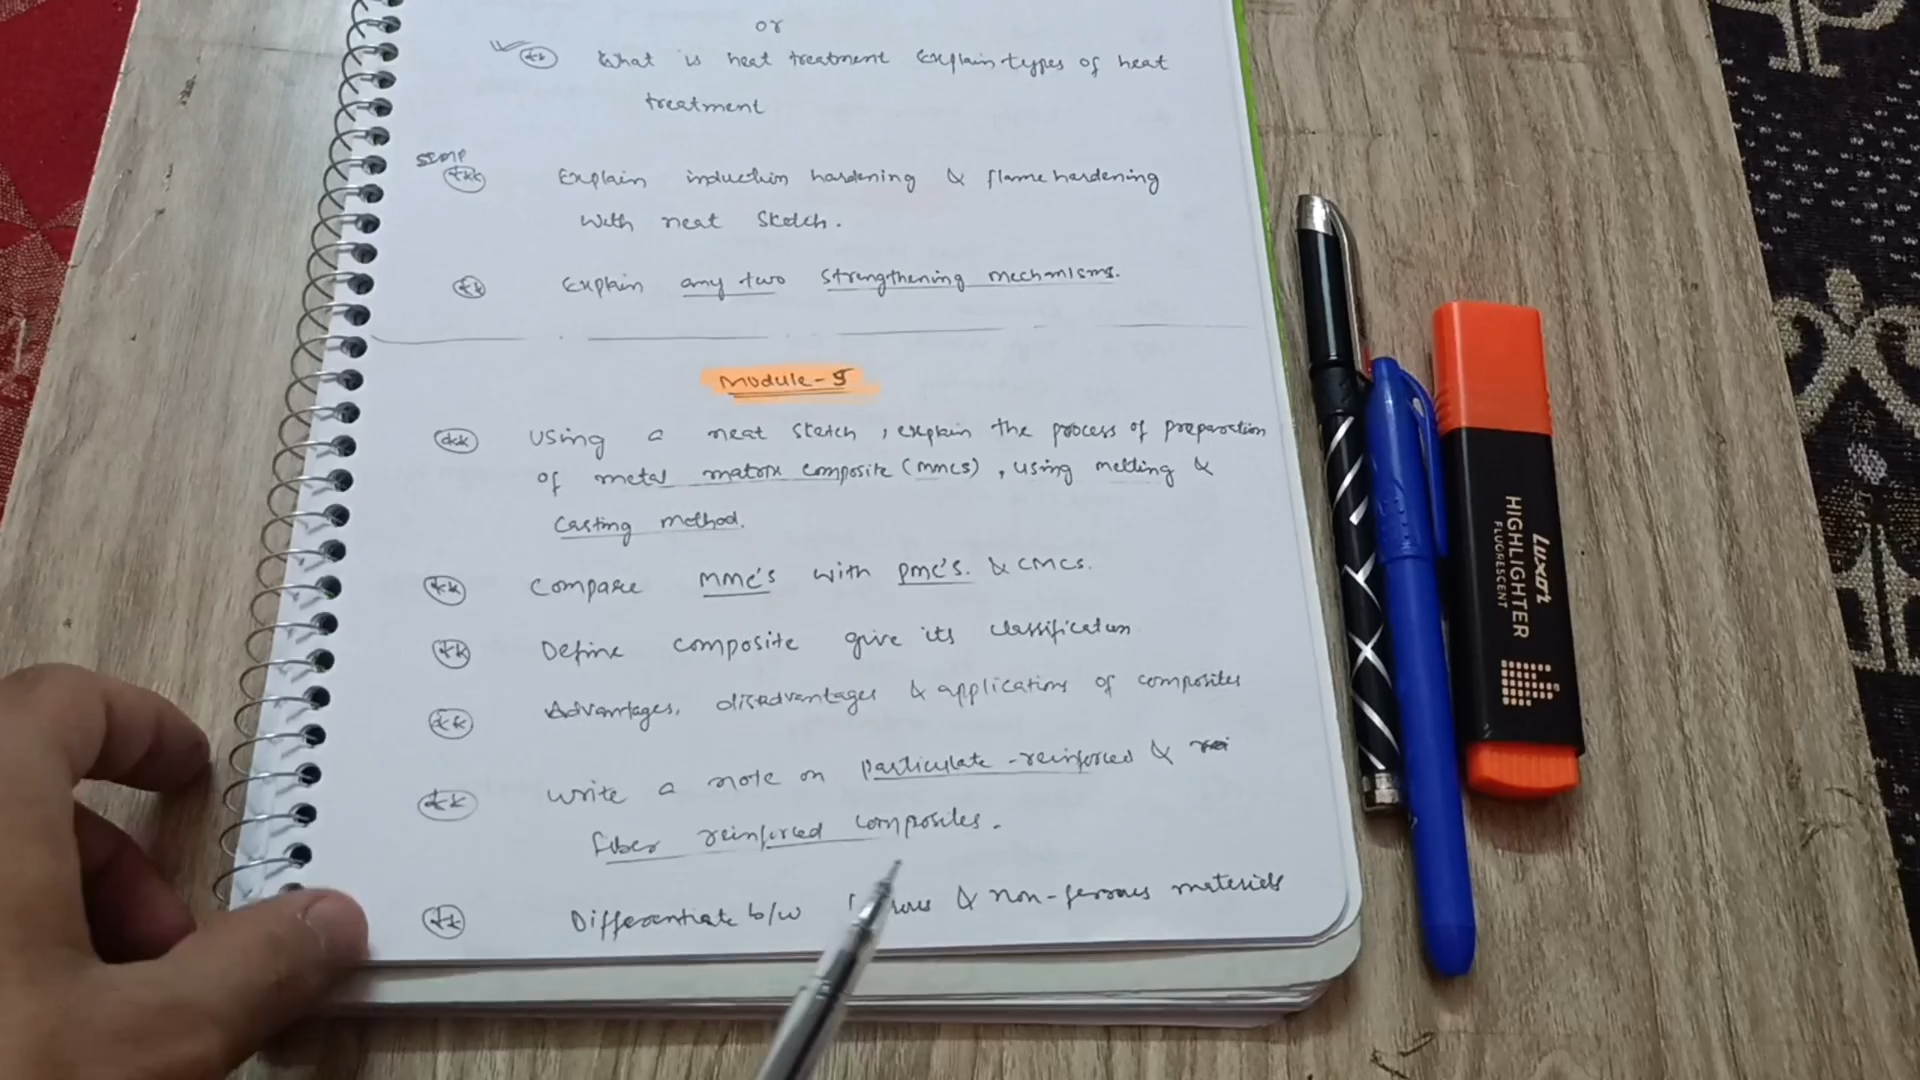 or
What is heat treatment Explain types of heat
treatment
Explain induction hardening & flame hardening
With neat Sketch.
Explain any two strengthening mechanisms.
Module-5
Using a neat sketch, explain the process of preparation
of metal matrix composite (MMCs), using melting &
Casting method.
Compare MMC's with PMC's. & CMCs.
Define composite give its classification
Advantages, disadvantages & applications of composites
Write a note on particulate-reinforced &
fiber reinforced composites.
Differentiate b/w & non-ferrous materials
Luxor
HIGHLIGHTER
FLUORESCENT